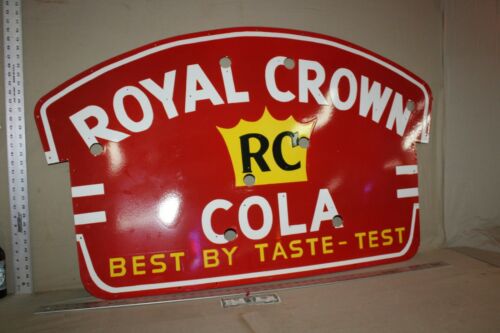 ROYAL CROWN
RC
COLA
BEST BY TASTE-TEST